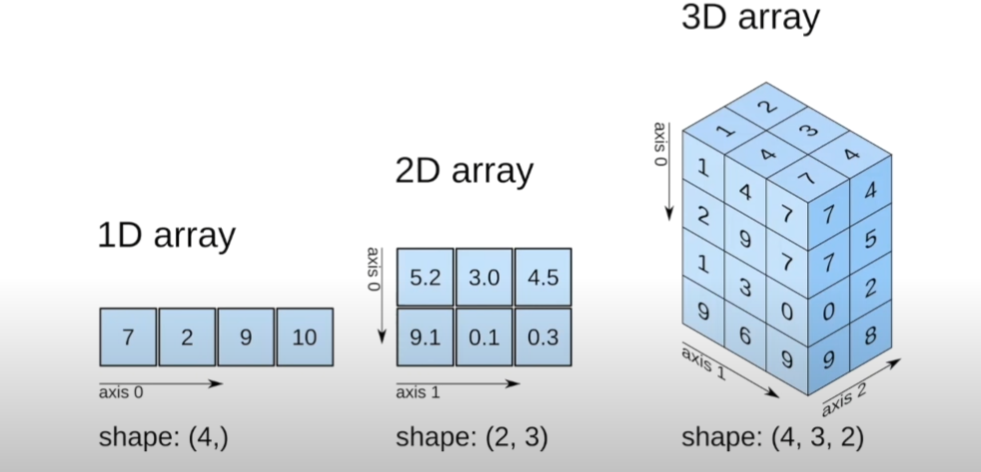 1D array
7 2 9 10
axis 0
shape: (4,)
2D array
axis 0
5.2 3.0 4.5
9.1 0.1 0.3
axis 1
shape: (2, 3)
3D array
axis 0
2
1 3
4 4
7
1 4 7 7 4
2 9 7 7 5
1 3 0 0 2
9 6 9 9 8
axis 1
axis 2
shape: (4, 3, 2)